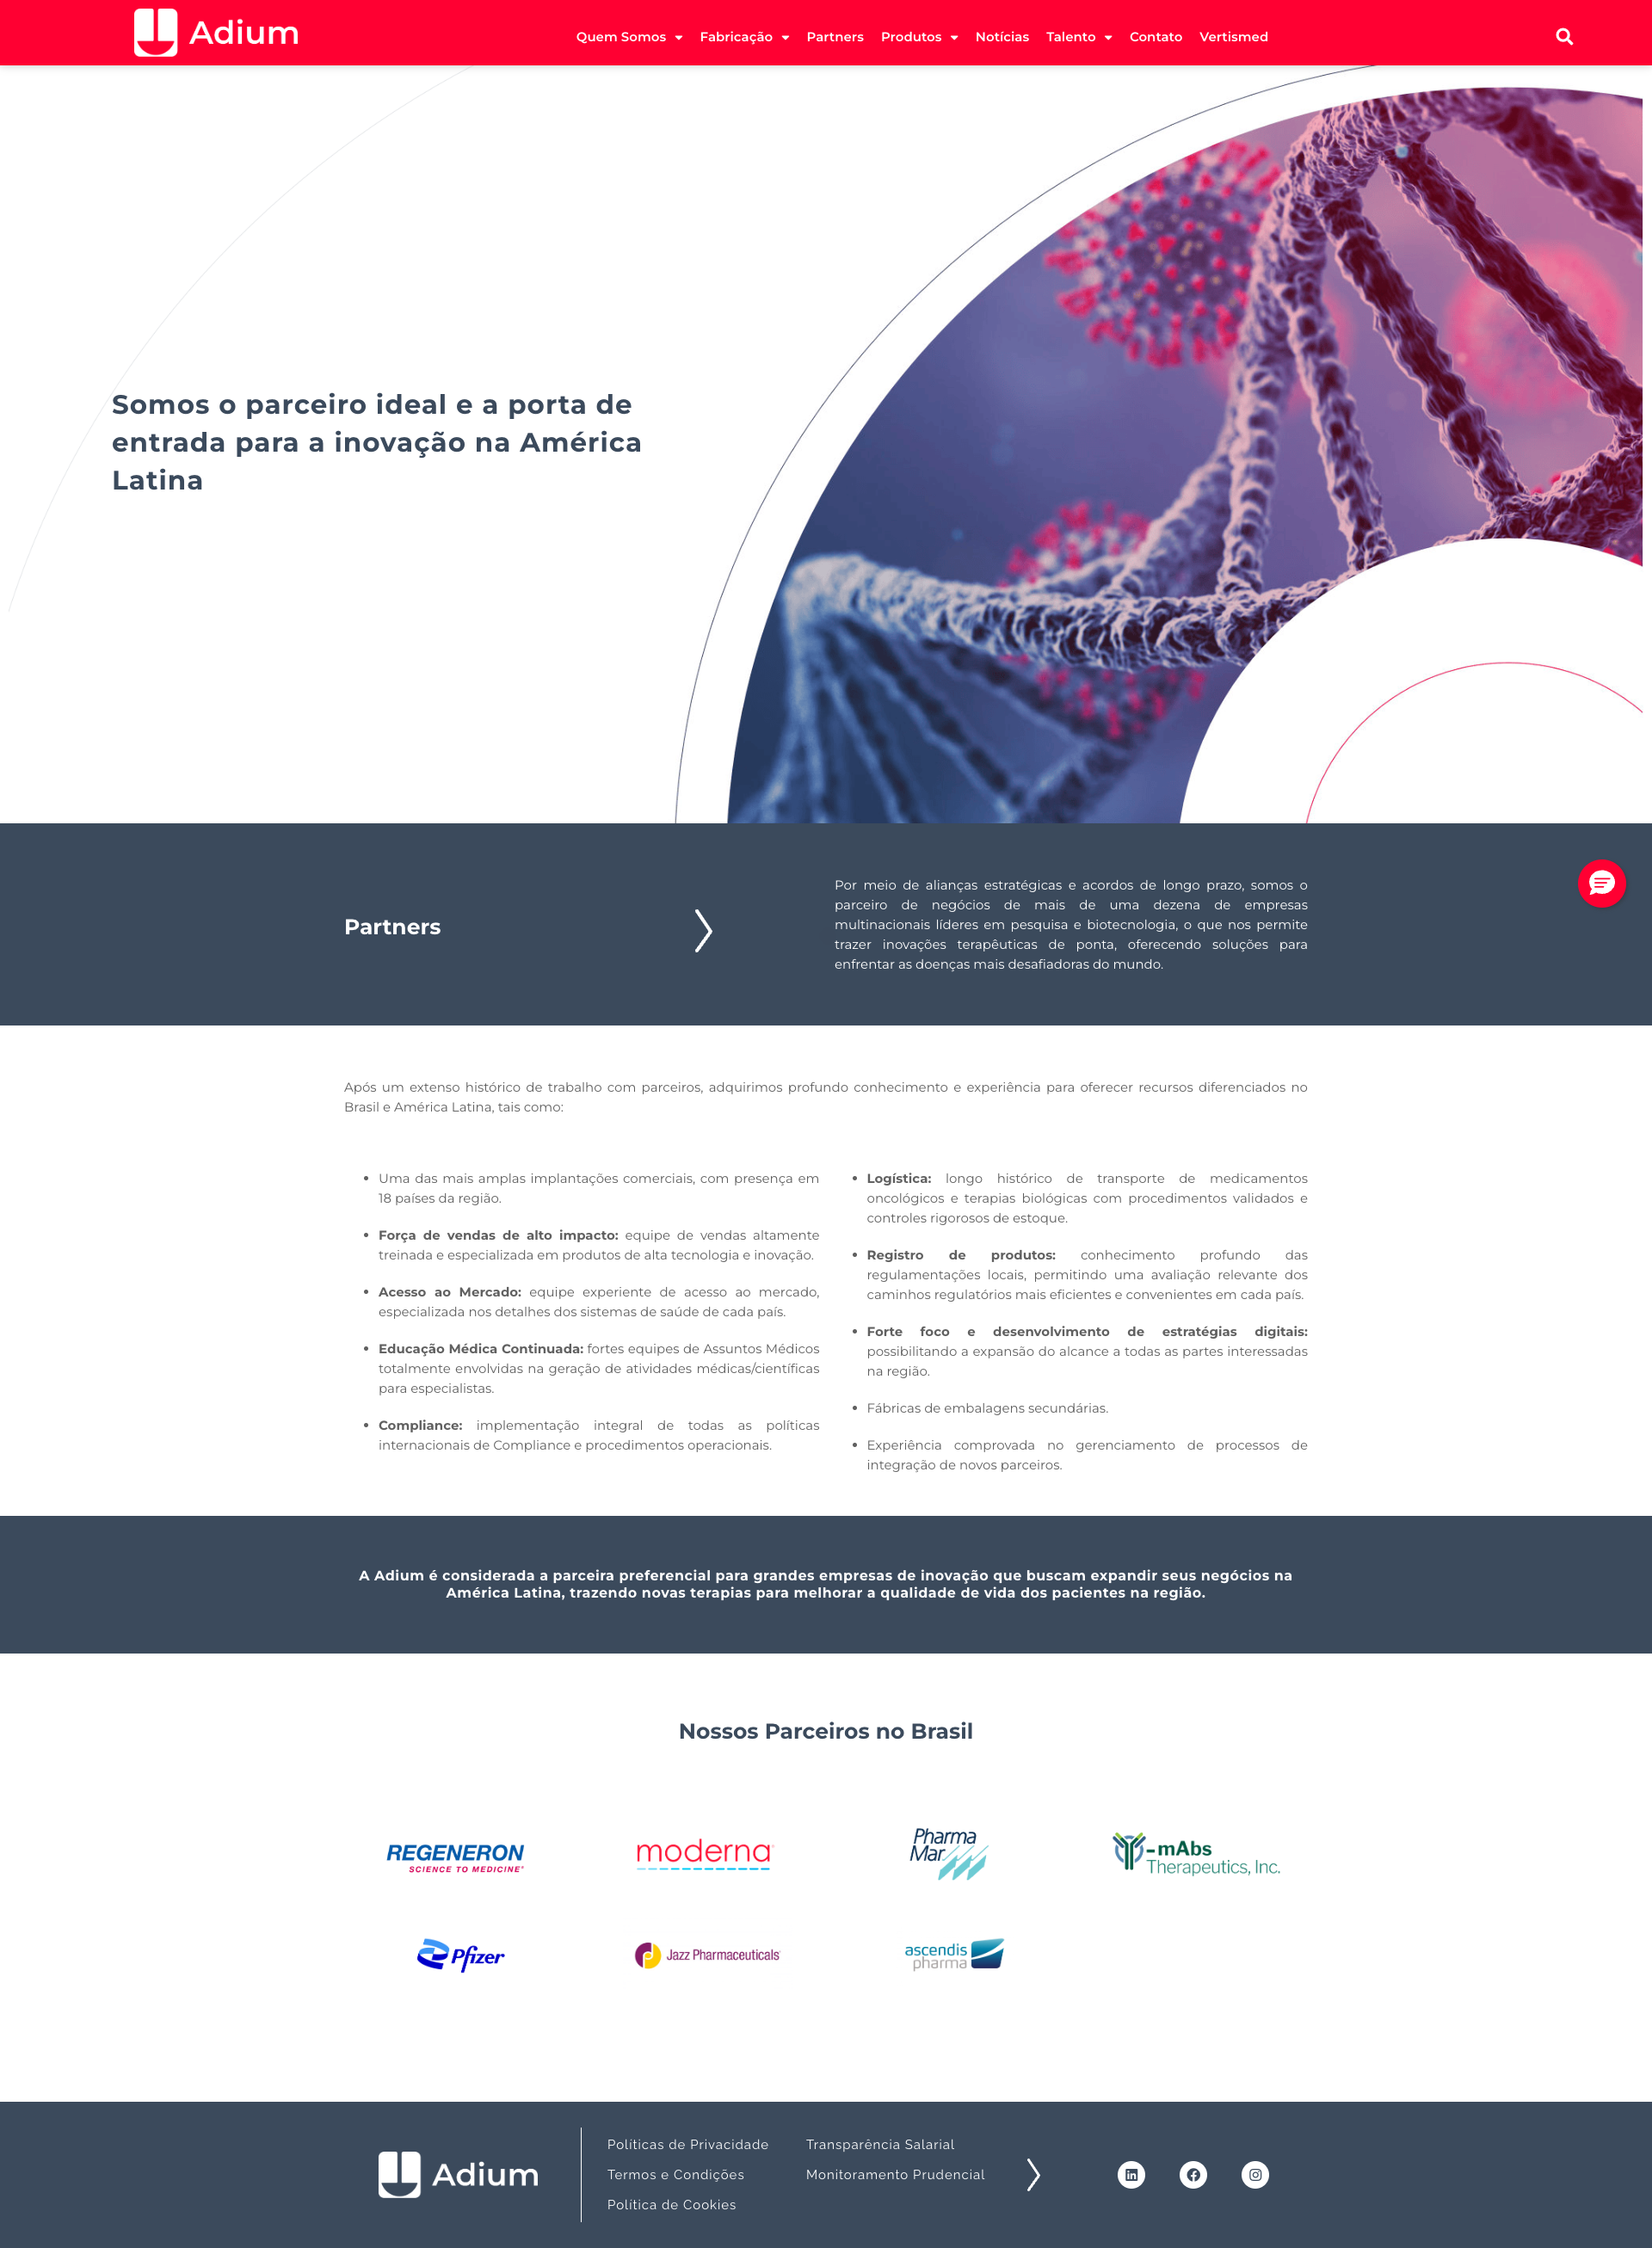 Adium
Quem Somos
Fabricação
Partners
Produtos
Notícias
Talento
Contato
Vertismed
Somos o parceiro ideal e a porta de
entrada para a inovação na América
Latina
Partners
Por meio de alianças estratégicas e acordos de longo prazo, somos o
parceiro de negócios de mais de uma dezena de empresas
multinacionais líderes em pesquisa e biotecnologia, o que nos permite
trazer inovações terapêuticas de ponta, oferecendo soluções para
enfrentar as doenças mais desafiadoras do mundo.
Após um extenso histórico de trabalho com parceiros, adquirimos profundo conhecimento e experiência para oferecer recursos diferenciados no
Brasil e América Latina, tais como:
Uma das mais amplas implantações comerciais, com presença em
18 países da região.
Força de vendas de alto impacto: equipe de vendas altamente
treinada e especializada em produtos de alta tecnologia e inovação.
Acesso ao Mercado: equipe experiente de acesso ao mercado,
especializada nos detalhes dos sistemas de saúde de cada país.
Educação Médica Continuada: fortes equipes de Assuntos Médicos
totalmente envolvidas na geração de atividades médicas/científicas
para especialistas.
Compliance: implementação integral de todas as políticas
internacionais de Compliance e procedimentos operacionais.
Logística: longo histórico de transporte de medicamentos
oncológicos e terapias biológicas com procedimentos validados e
controles rigorosos de estoque.
Registro de produtos: conhecimento profundo das
regulamentações locais, permitindo uma avaliação relevante dos
caminhos regulatórios mais eficientes e convenientes em cada país.
Forte foco e desenvolvimento de estratégias digitais:
possibilitando a expansão do alcance a todas as partes interessadas
na região.
Fábricas de embalagens secundárias.
Experiência comprovada no gerenciamento de processos de
integração de novos parceiros.
A Adium é considerada a parceira preferencial para grandes empresas de inovação que buscam expandir seus negócios na
América Latina, trazendo novas terapias para melhorar a qualidade de vida dos pacientes na região.
Nossos Parceiros no Brasil
REGENERON
SCIENCE TO MEDICINE®
moderna
Pharma
Mar
Y-mAbs
Therapeutics, Inc.
Pfizer
Jazz Pharmaceuticals
ascendis
pharma
Adium
Políticas de Privacidade
Termos e Condições
Política de Cookies
Transparência Salarial
Monitoramento Prudencial